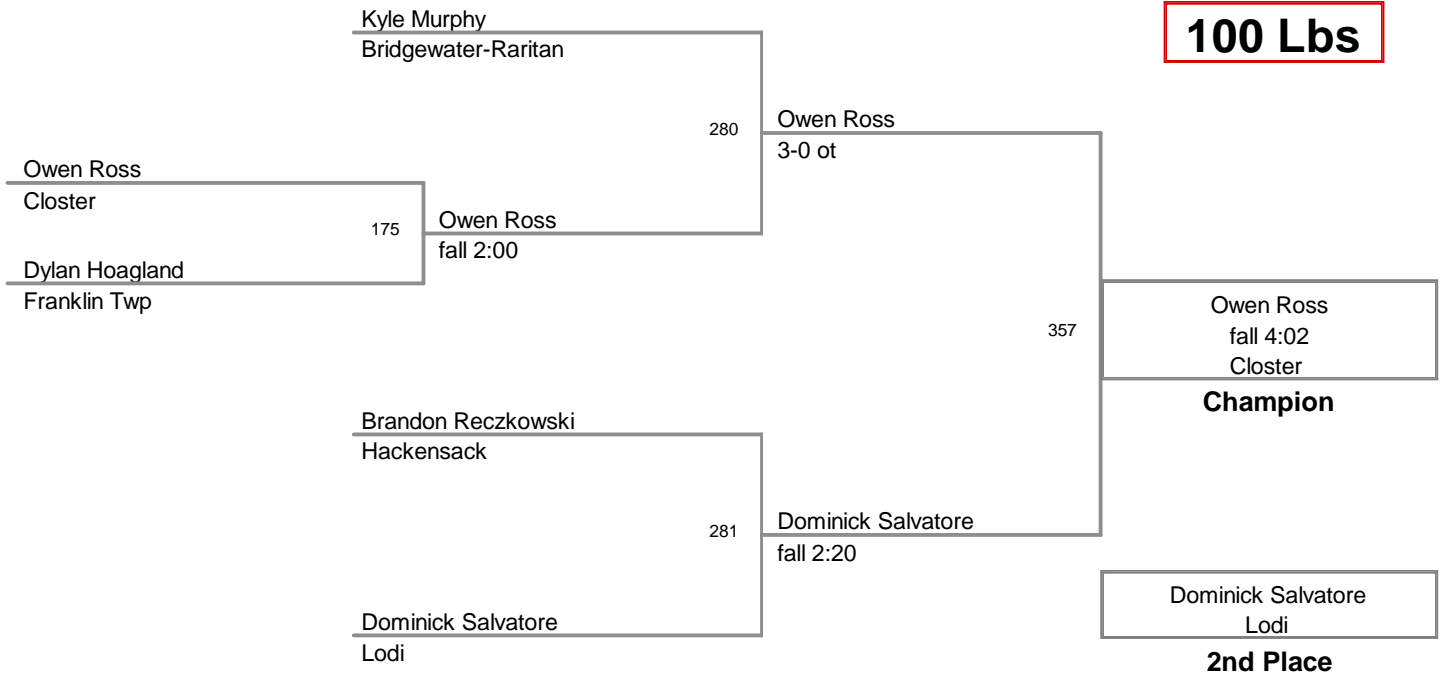 Kyle Murphy
Bridgewater-Raritan
100 Lbs
280
Owen Ross
3-0 ot
Owen Ross
Closter
175
Owen Ross
fall 2:00
Dylan Hoagland
Franklin Twp
357
Owen Ross
fall 4:02
Closter
Champion
Brandon Reczkowski
Hackensack
281
Dominick Salvatore
fall 2:20
Dominick Salvatore
Lodi
Dominick Salvatore
Lodi
2nd Place